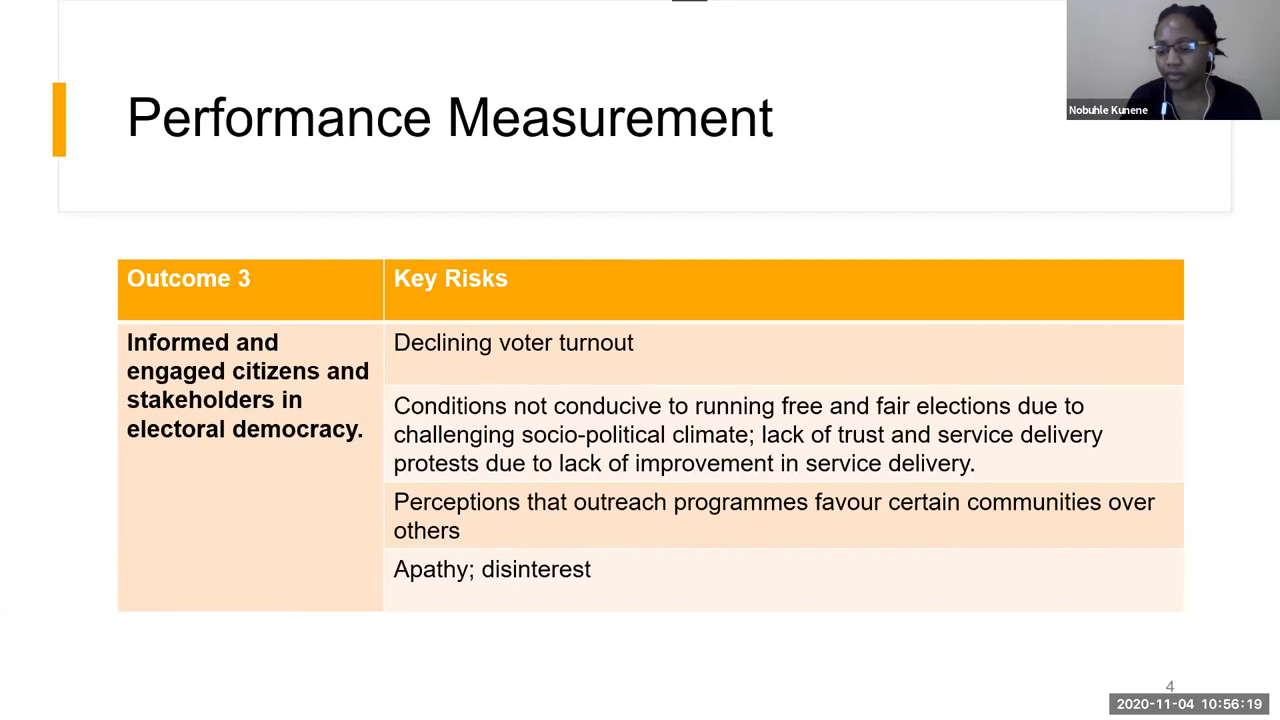 Performance Measurement
Nobuhle Kunene
Outcome 3
Key Risks
Informed and
engaged citizens and
stakeholders in
electoral democracy.
Declining voter turnout
Conditions not conducive to running free and fair elections due to
challenging socio-political climate; lack of trust and service delivery
protests due to lack of improvement in service delivery.
Perceptions that outreach programmes favour certain communities over
others
Apathy; disinterest
4
2020-11-04 10:56:19